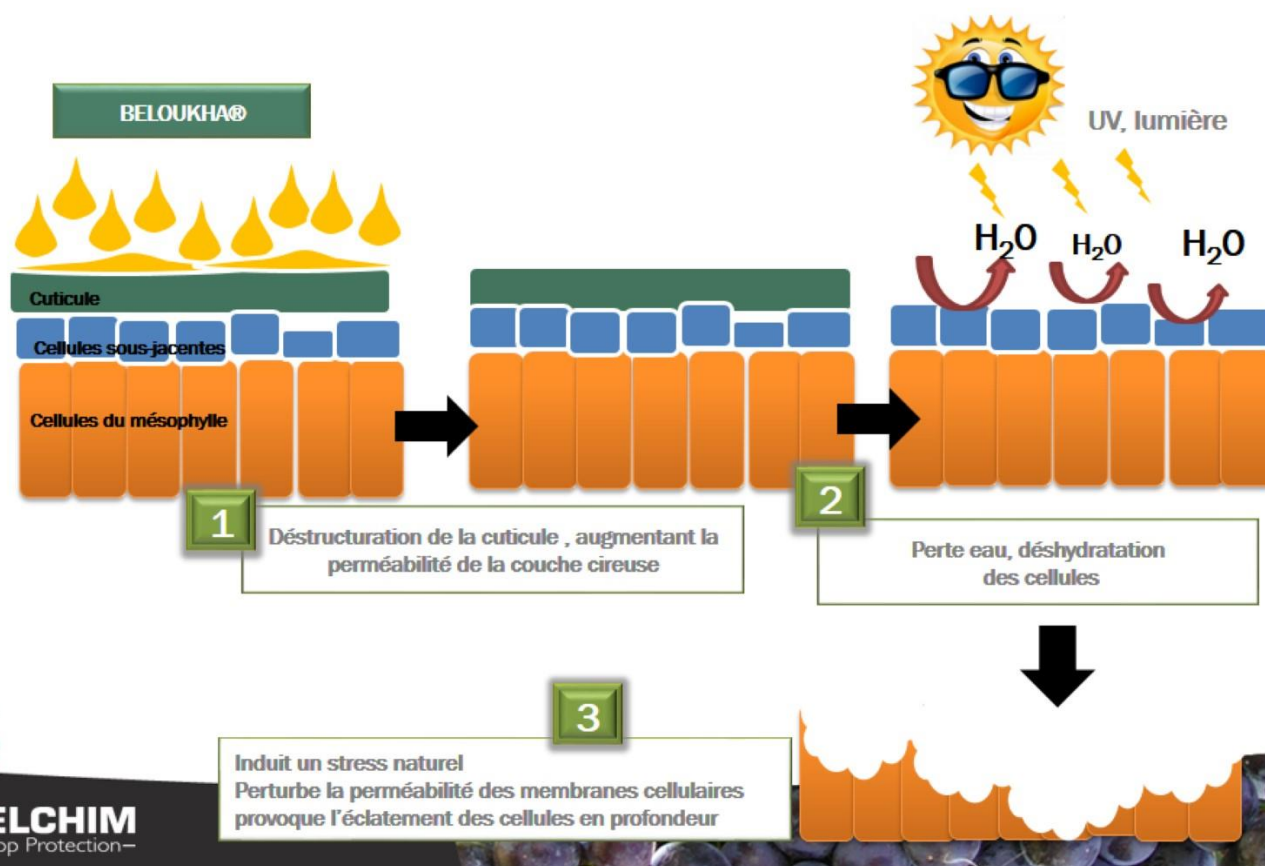 BELOUKHA®
UV, lumière
H₂O
H₂O
H₂O
Cuticule
Cellules sous-jacentes
Cellules du mésophylle
1
Déstructuration de la cuticule , augmentant la
perméabilité de la couche cireuse
2
Perte eau, déshydratation
des cellules
3
Induit un stress naturel
Perturbe la perméabilité des membranes cellulaires
provoque l'éclatement des cellules en profondeur
ELCHIM
op Protection–